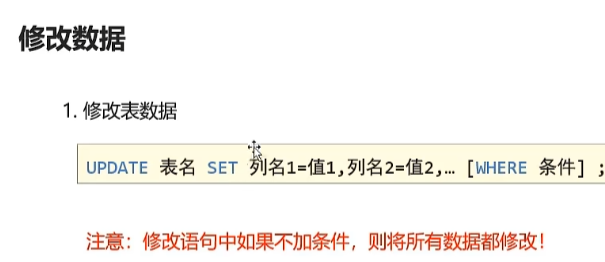 修改数据
1. 修改表数据
UPDATE 表名 SET 列名1=值1,列名2=值2,… [WHERE 条件] ;
注意：修改语句中如果不加条件，则将所有数据都修改！